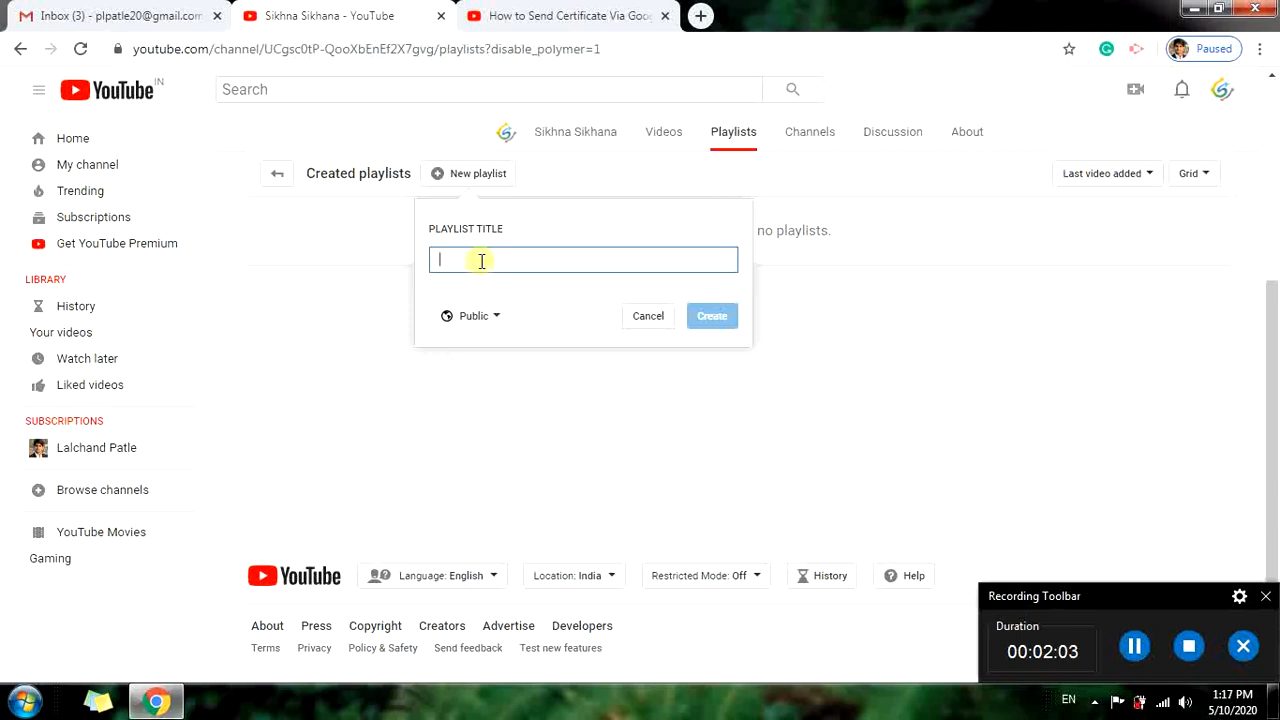 Inbox (3) - plpatle20@gmail.com
Sikhna Sikhana - YouTube
How to Send Certificate Via Goo
youtube.com/channel/UCgsc0tP-QooXbEnEf2X7gvg/playlists?disable_polymer=1
Paused
YouTube IN
Search
Sikhna Sikhana
Videos
Playlists
Channels
Discussion
About
Home
My channel
Trending
Subscriptions
Get YouTube Premium
LIBRARY
History
Your videos
Watch later
Liked videos
SUBSCRIPTIONS
Lalchand Patle
Browse channels
YouTube Movies
Gaming
Created playlists
New playlist
Last video added
Grid
no playlists.
PLAYLIST TITLE
Public
Cancel
Create
YouTube
Language: English
Location: India
Restricted Mode: Off
History
Help
About Press Copyright Creators Advertise Developers
Terms Privacy Policy & Safety Send feedback Test new features
Recording Toolbar
Duration
00:02:03
EN
1:17 PM
5/10/2020